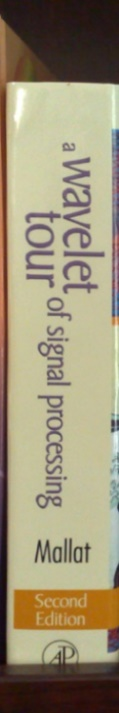 a wavelet
tour of signal processing
Mallat
Second
Edition
AP